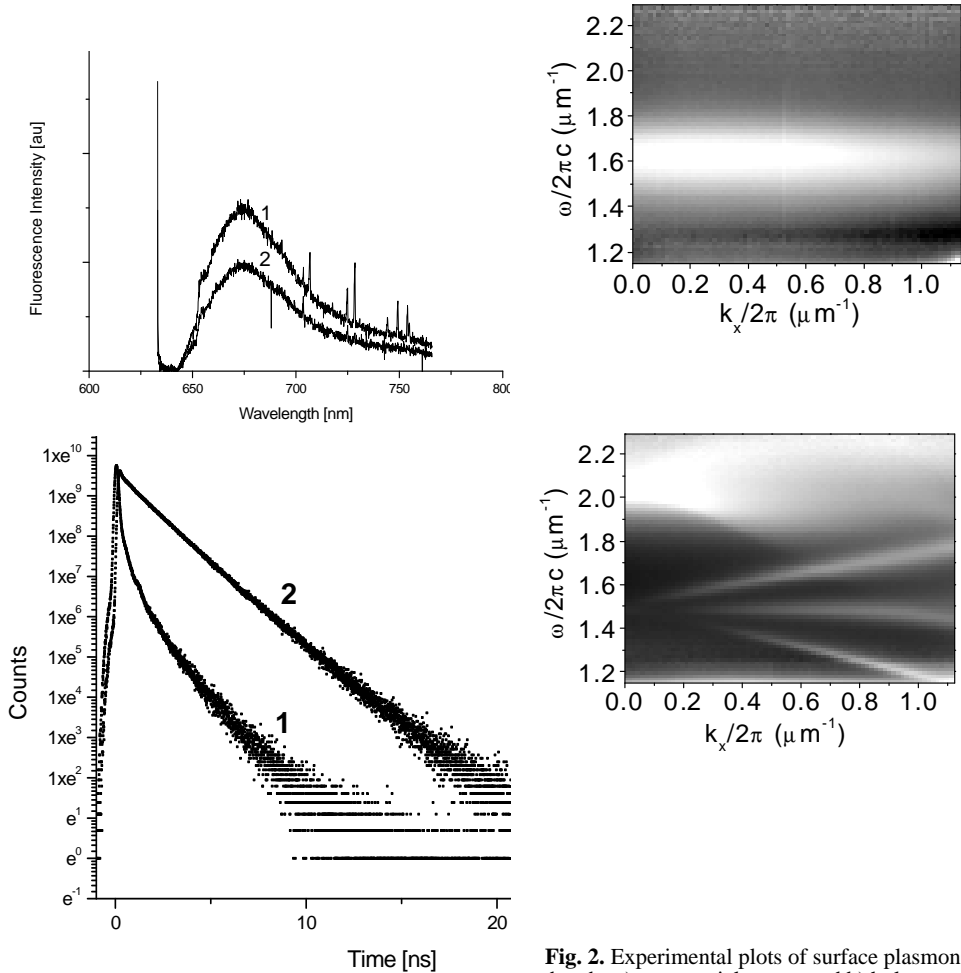 Fluorescence Intensity [au]
1
2
600
650
700
750
800
Wavelength [nm]
2.2
2.0
1.8
1.6
1.4
1.2
ω/2πc (μm⁻¹)
0.0 0.2 0.4 0.6 0.8 1.0
kₓ/2π (μm⁻¹)
1xe¹⁰
1xe⁹
1xe⁸
1xe⁷
1xe⁶
1xe⁵
1xe⁴
1xe³
1xe²
e¹
e⁰
e⁻¹
Counts
2
1
0 10 20
Time [ns]
2.2
2.0
1.8
1.6
1.4
1.2
ω/2πc (μm⁻¹)
0.0 0.2 0.4 0.6 0.8 1.0
kₓ/2π (μm⁻¹)
Fig. 2. Experimental plots of surface plasmon